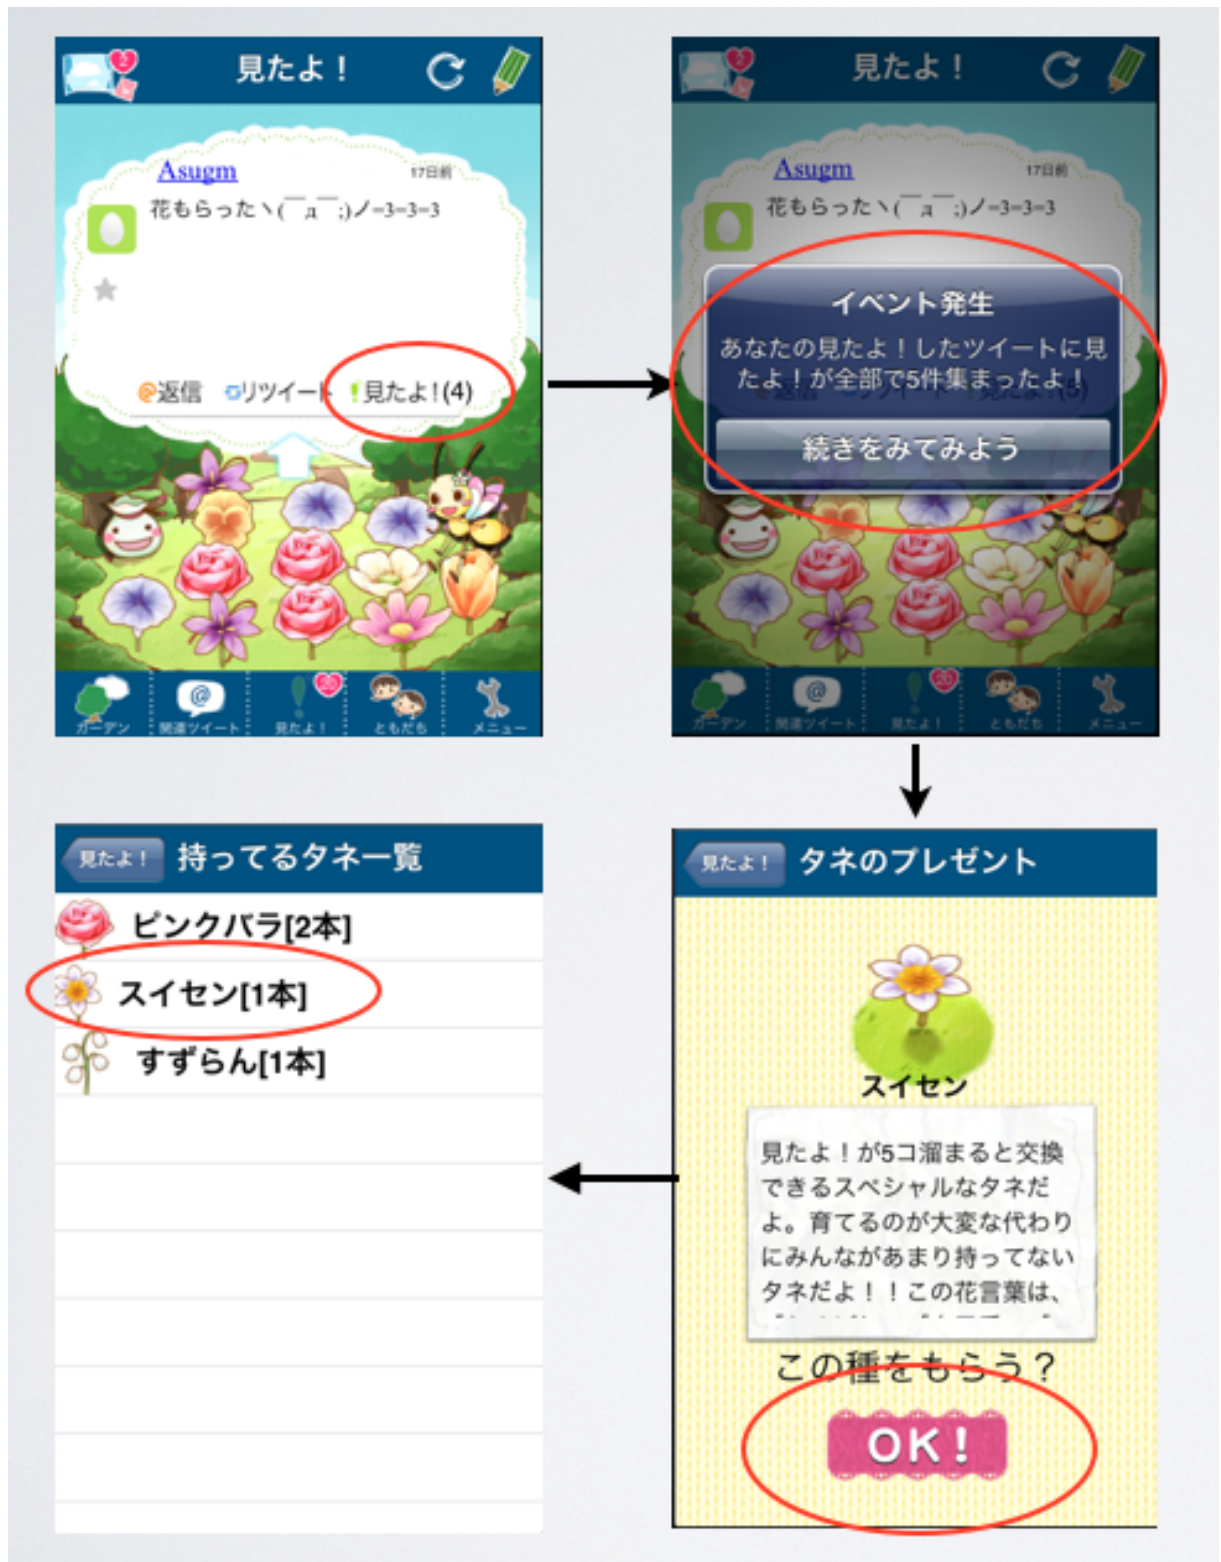 見たよ！
Asugm
17日前
花もらったヽ(￣д￣;)ノ=3=3=3
返信 リツイート !見たよ!(4)
ガーデン 関連ツイート 見たよ！ ともだち メニュー
見たよ！
Asugm
17日前
花もらったヽ(￣д￣;)ノ=3=3=3
イベント発生
あなたの見たよ！したツイートに見
たよ！が全部で5件集まったよ！
返信 リツイート 見たよ!(5)
続きをみてみよう
ガーデン 関連ツイート 見たよ！ ともだち メニュー
見たよ！ タネのプレゼント
スイセン
見たよ！が5コ溜まると交換
できるスペシャルなタネだ
よ。育てるのが大変な代わり
にみんながあまり持ってない
タネだよ！！この花言葉は、
この種をもらう？
OK！
見たよ！ 持ってるタネ一覧
ピンクバラ[2本]
スイセン[1本]
すずらん[1本]